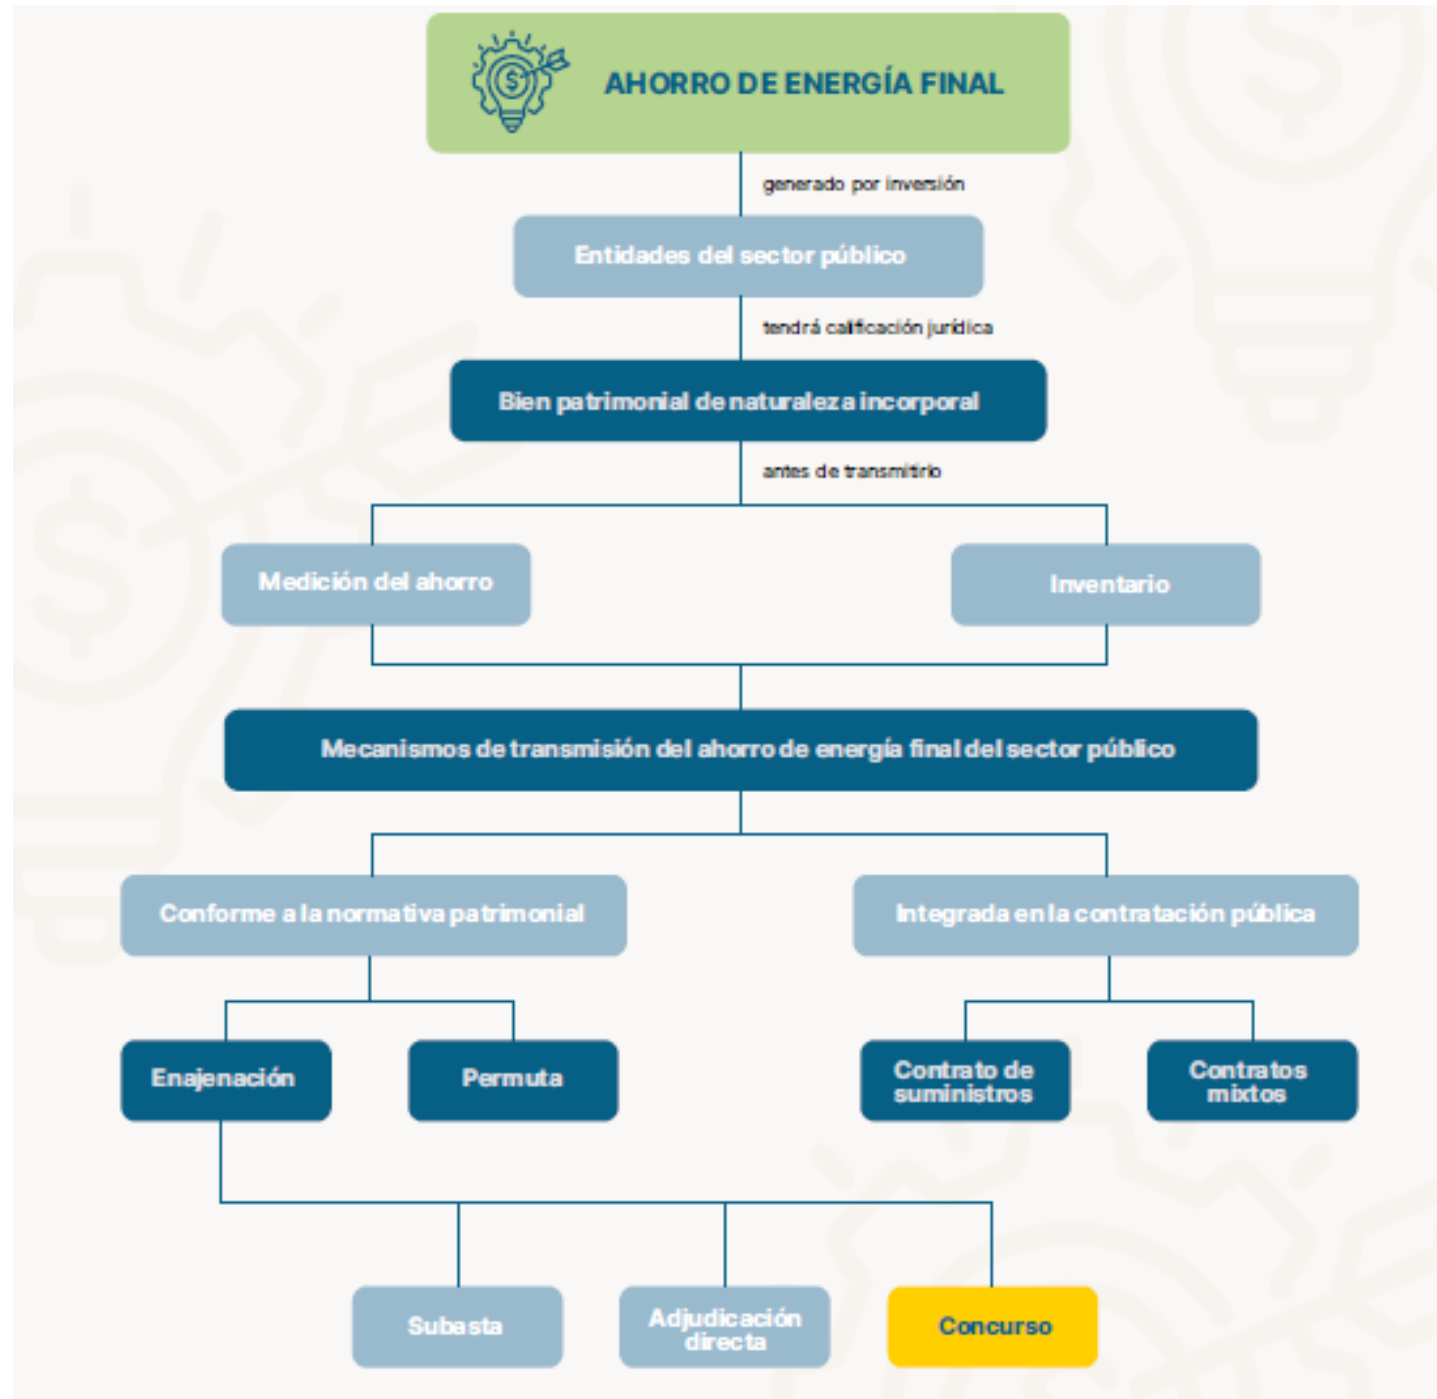 AHORRO DE ENERGÍA FINAL
generado por inversión
Entidades del sector público
tendrá calificación jurídica
Bien patrimonial de naturaleza incorporal
antes de transmitirlo
Medición del ahorro
Inventario
Mecanismos de transmisión del ahorro de energía final del sector público
Conforme a la normativa patrimonial
Integrada en la contratación pública
Enajenación
Permuta
Contrato de
suministros
Contratos
mixtos
Subasta
Adjudicación
directa
Concurso